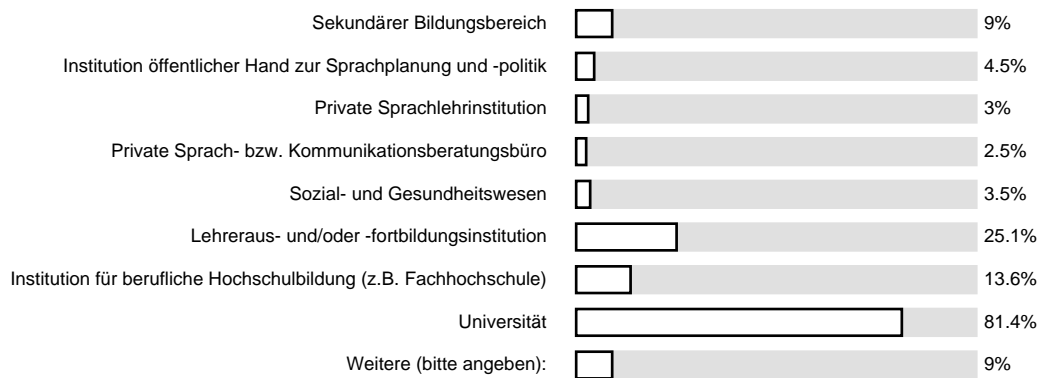 Sekundärer Bildungsbereich 9%
Institution öffentlicher Hand zur Sprachplanung und -politik 4.5%
Private Sprachlehrinstitution 3%
Private Sprach- bzw. Kommunikationsberatungsbüro 2.5%
Sozial- und Gesundheitswesen 3.5%
Lehreraus- und/oder -fortbildungsinstitution 25.1%
Institution für berufliche Hochschulbildung (z.B. Fachhochschule) 13.6%
Universität 81.4%
Weitere (bitte angeben): 9%